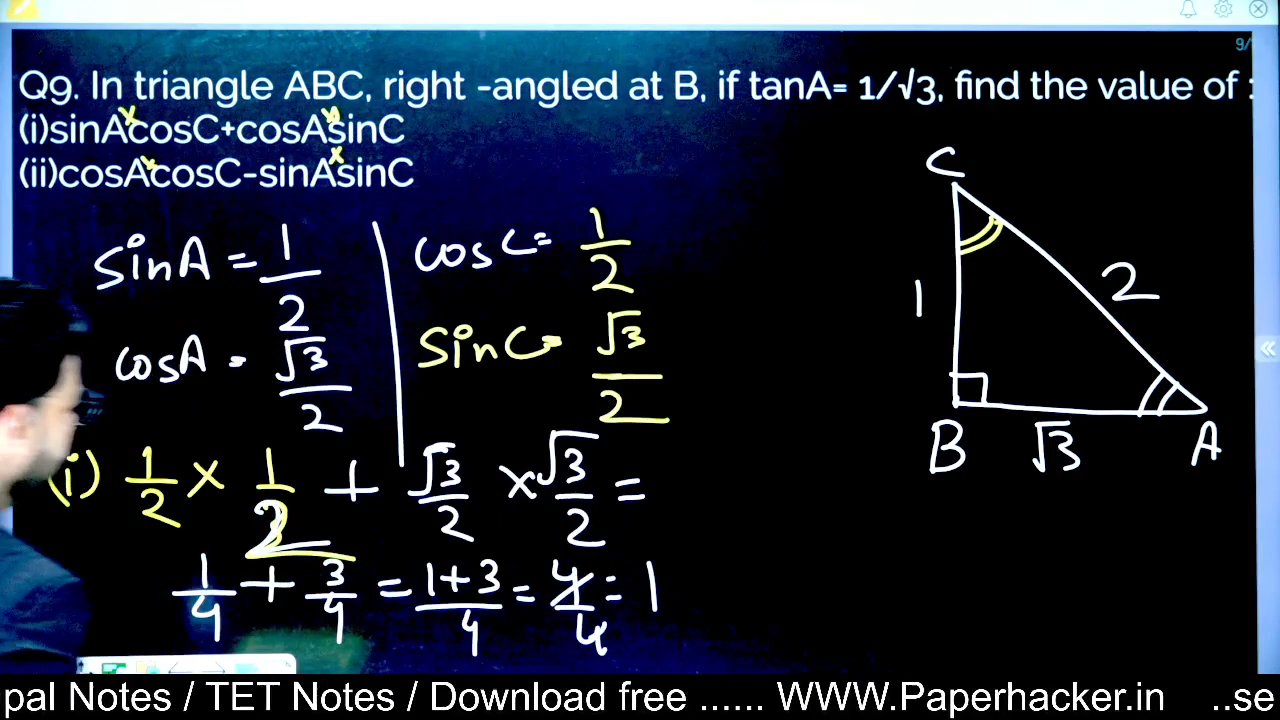 9/
Q9. In triangle ABC, right -angled at B, if tanA= 1/√3, find the value of :
(i)sinAcosC+cosAsinC
(ii)cosAcosC-sinAsinC
sinA = 1/2
cosA = √3/2
cosC = 1/2
sinC = √3/2
(i) 1/2 × 1/2 + √3/2 × √3/2 =
1/4 + 3/4 = 1+3/4 = 4/4 = 1
C
1
2
B
√3
A
pal Notes / TET Notes / Download free ...... WWW.Paperhacker.in ..se